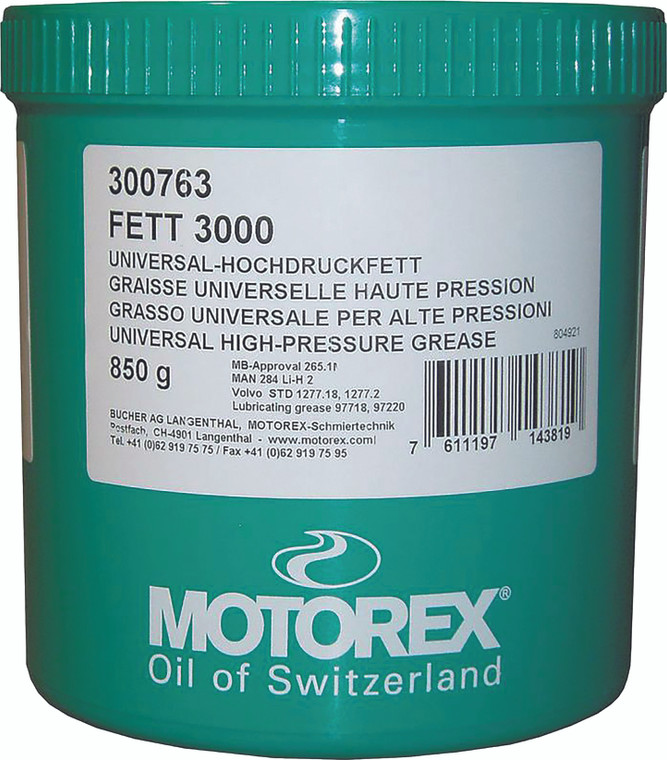 300763
FETT 3000
UNIVERSAL-HOCHDRUCKFETT
GRAISSE UNIVERSELLE HAUTE PRESSION
GRASSO UNIVERSALE PER ALTE PRESSIONI
UNIVERSAL HIGH-PRESSURE GREASE
804921
850 g
MB-Approval 265.1
MAN 284 Li-H 2
Volvo STD 1277.18, 1277.2
Lubricating grease 97718, 97220
BUCHER AG LANGENTHAL, MOTOREX-Schmiertechnik
Postfach, CH-4901 Langenthal - www.motorex.com
Tel. +41 (0)62 919 75 75 / Fax +41 (0)62 919 75 95
7 611197 143819
MOTOREX®
Oil of Switzerland